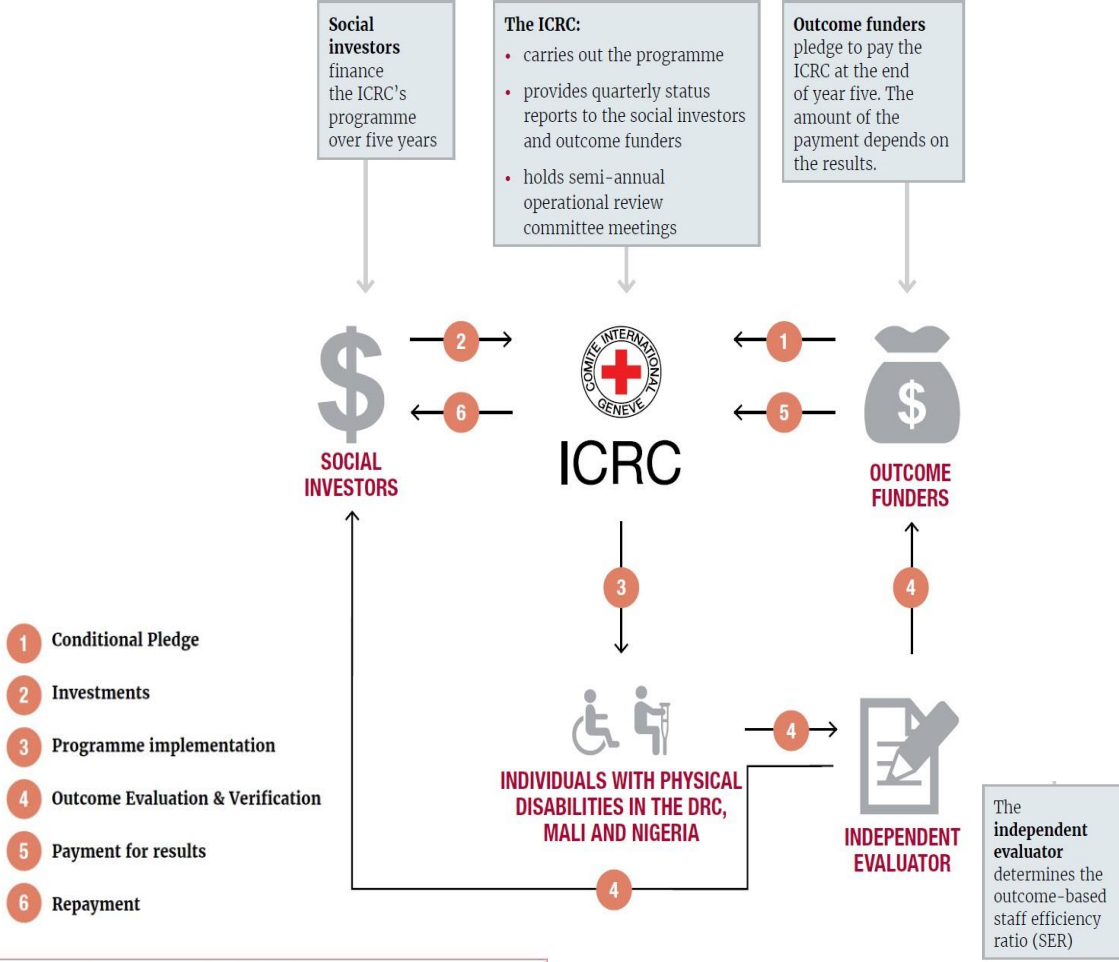 Social
investors
finance
the ICRC’s
programme
over five years
The ICRC:
• carries out the programme
• provides quarterly status
reports to the social investors
and outcome funders
• holds semi-annual
operational review
committee meetings
Outcome funders
pledge to pay the
ICRC at the end
of year five. The
amount of the
payment depends on
the results.
$
2
6
COMITE INTERNATIONAL
GENEVE
ICRC
1
5
$
SOCIAL
INVESTORS
OUTCOME
FUNDERS
3
4
1 Conditional Pledge
2 Investments
3 Programme implementation
4 Outcome Evaluation & Verification
5 Payment for results
6 Repayment
4
INDIVIDUALS WITH PHYSICAL
DISABILITIES IN THE DRC,
MALI AND NIGERIA
INDEPENDENT
EVALUATOR
4
The
independent
evaluator
determines the
outcome-based
staff efficiency
ratio (SER)